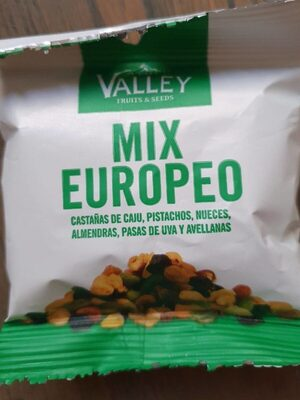 VALLEY
FRUITS & SEEDS
MIX
EUROPEO
CASTAÑAS DE CAJU, PISTACHOS, NUECES,
ALMENDRAS, PASAS DE UVA Y AVELLANAS